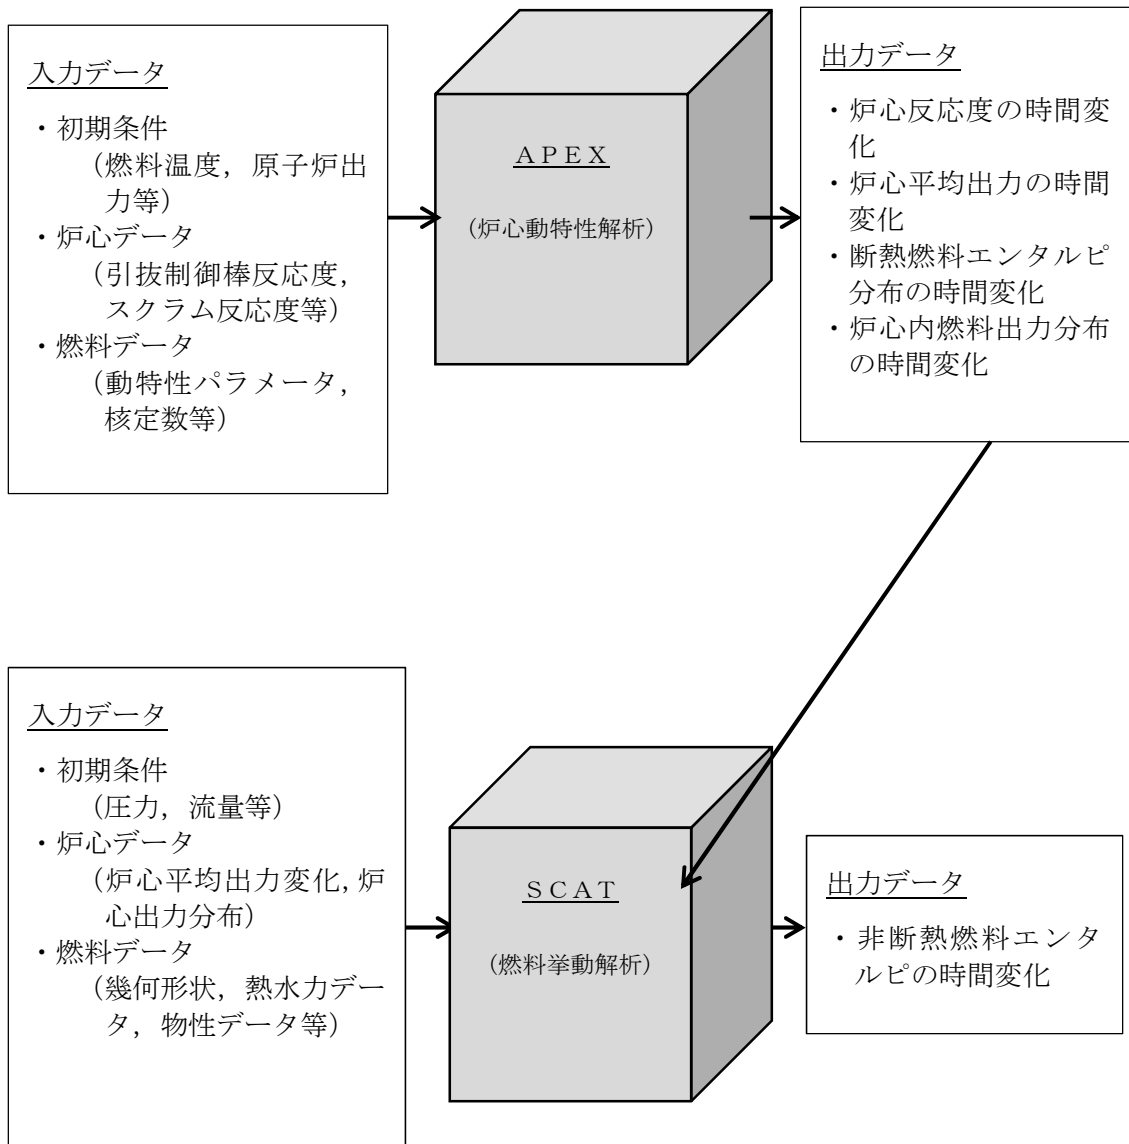 入力データ
・初期条件
（燃料温度，原子炉出
力等）
・炉心データ
（引抜制御棒反応度，
スクラム反応度等）
・燃料データ
（動特性パラメータ，
核定数等）
ＡＰＥＸ
（炉心動特性解析）
出力データ
・炉心反応度の時間変
化
・炉心平均出力の時間
変化
・断熱燃料エンタルピ
分布の時間変化
・炉心内燃料出力分布
の時間変化
入力データ
・初期条件
（圧力，流量等）
・炉心データ
（炉心平均出力変化，炉
心出力分布）
・燃料データ
（幾何形状，熱水力デー
タ，物性データ等）
ＳＣＡＴ
（燃料挙動解析）
出力データ
・非断熱燃料エンタ
ルピの時間変化